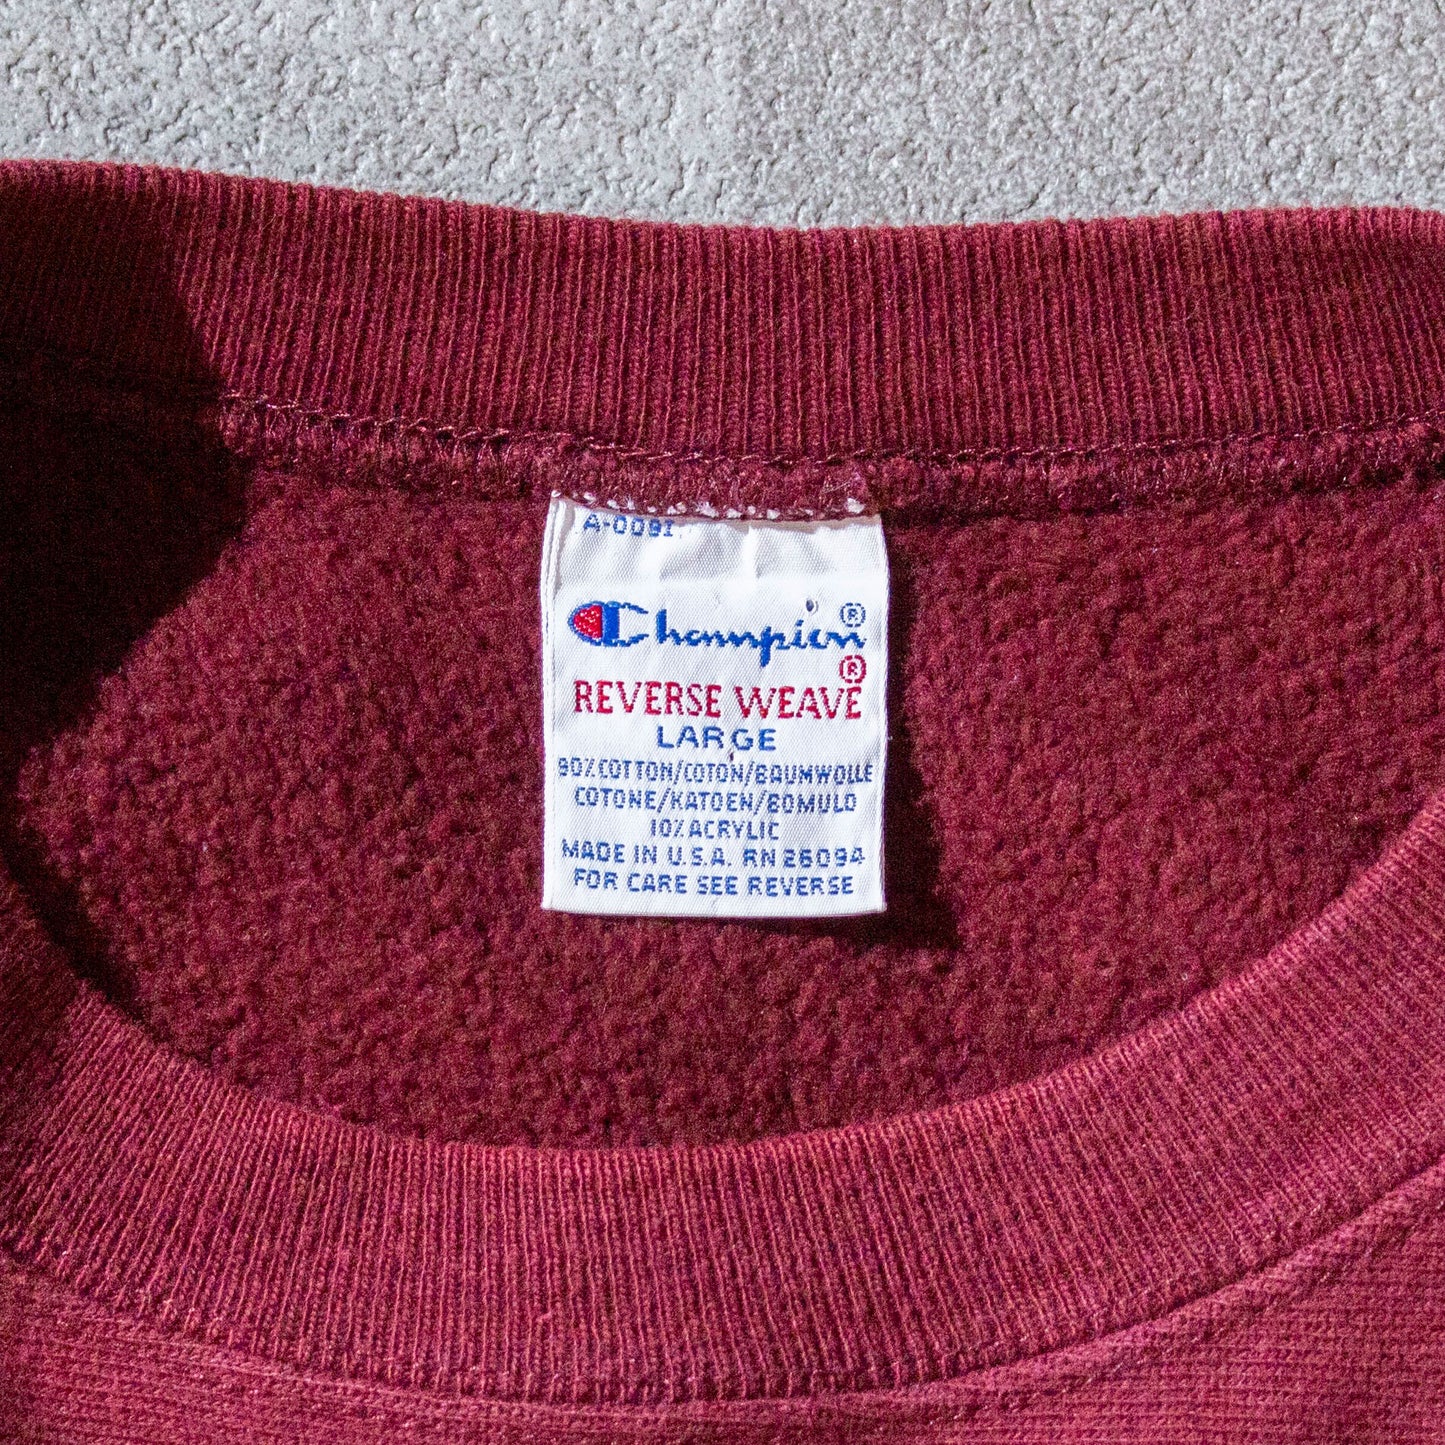 A-009I
Champion ®
®
REVERSE WEAVE
LARGE
90% COTTON/COTON/BAUMWOLLE
COTONE/KATOEN/BOMULD
10% ACRYLIC
MADE IN U.S.A. RN 26094
FOR CARE SEE REVERSE